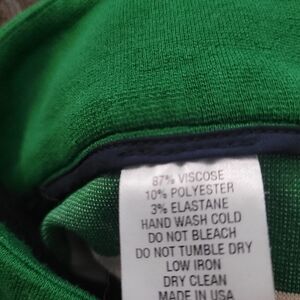 87% VISCOSE
10% POLYESTER
3% ELASTANE
HAND WASH COLD
DO NOT BLEACH
DO NOT TUMBLE DRY
LOW IRON
DRY CLEAN
MADE IN USA